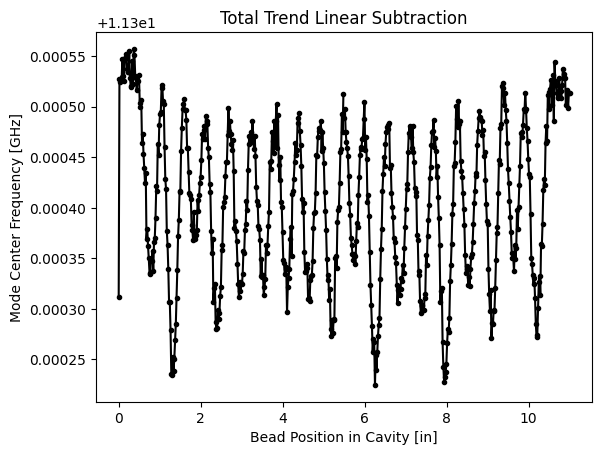 Total Trend Linear Subtraction
+1.13e1
0.00055
0.00050
0.00045
0.00040
0.00035
0.00030
0.00025
Mode Center Frequency [GHz]
0 2 4 6 8 10
Bead Position in Cavity [in]